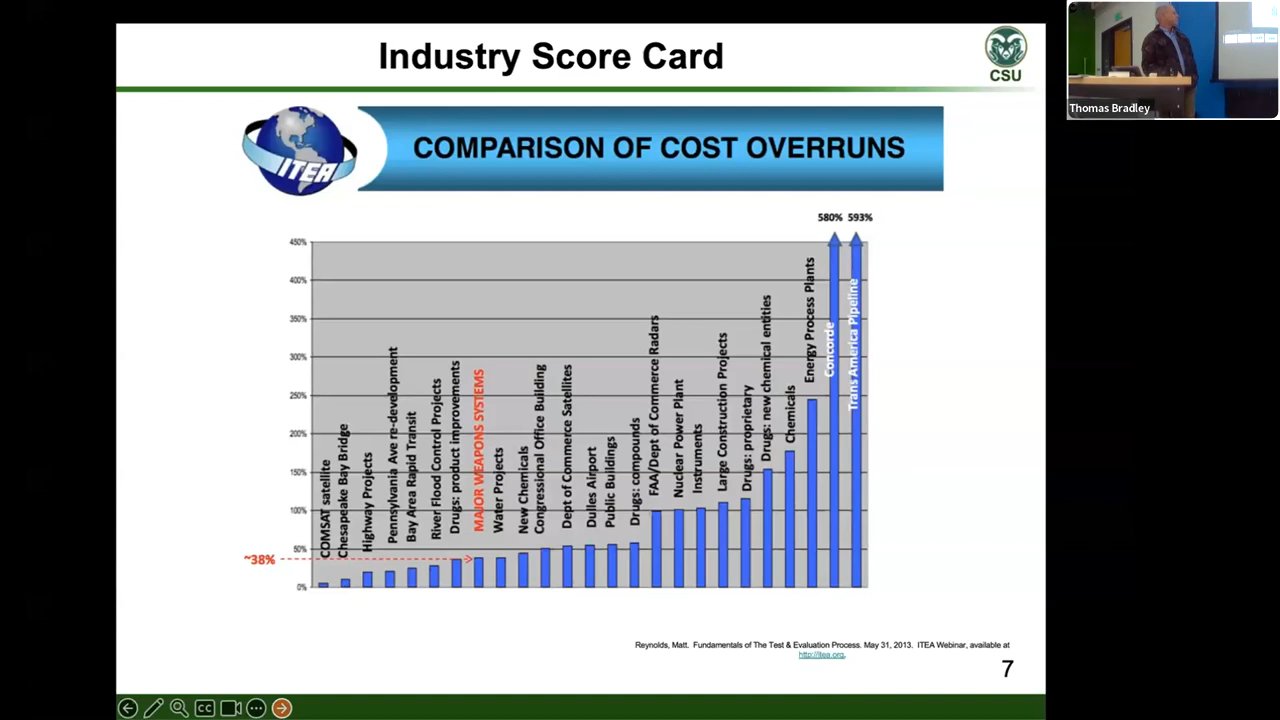 Industry Score Card
CSU
Thomas Bradley
ITEA
COMPARISON OF COST OVERRUNS
580% 593%
450%
400%
350%
300%
250%
200%
150%
100%
50%
0%
~38%
COMSAT satellite
Chesapeake Bay Bridge
Highway Projects
Pennsylvania Ave re-development
Bay Area Rapid Transit
River Flood Control Projects
Drugs: product improvements
MAJOR WEAPONS SYSTEMS
Water Projects
New Chemicals
Congressional Office Building
Dept of Commerce Satellites
Dulles Airport
Public Buildings
Drugs: compounds
FAA/Dept of Commerce Radars
Nuclear Power Plant
Instruments
Large Construction Projects
Drugs: proprietary
Drugs: new chemical entities
Chemicals
Energy Process Plants
Concorde
Trans America Pipeline
Reynolds, Matt. Fundamentals of The Test & Evaluation Process. May 31, 2013. ITEA Webinar, available at
http://itea.org.
7
CC